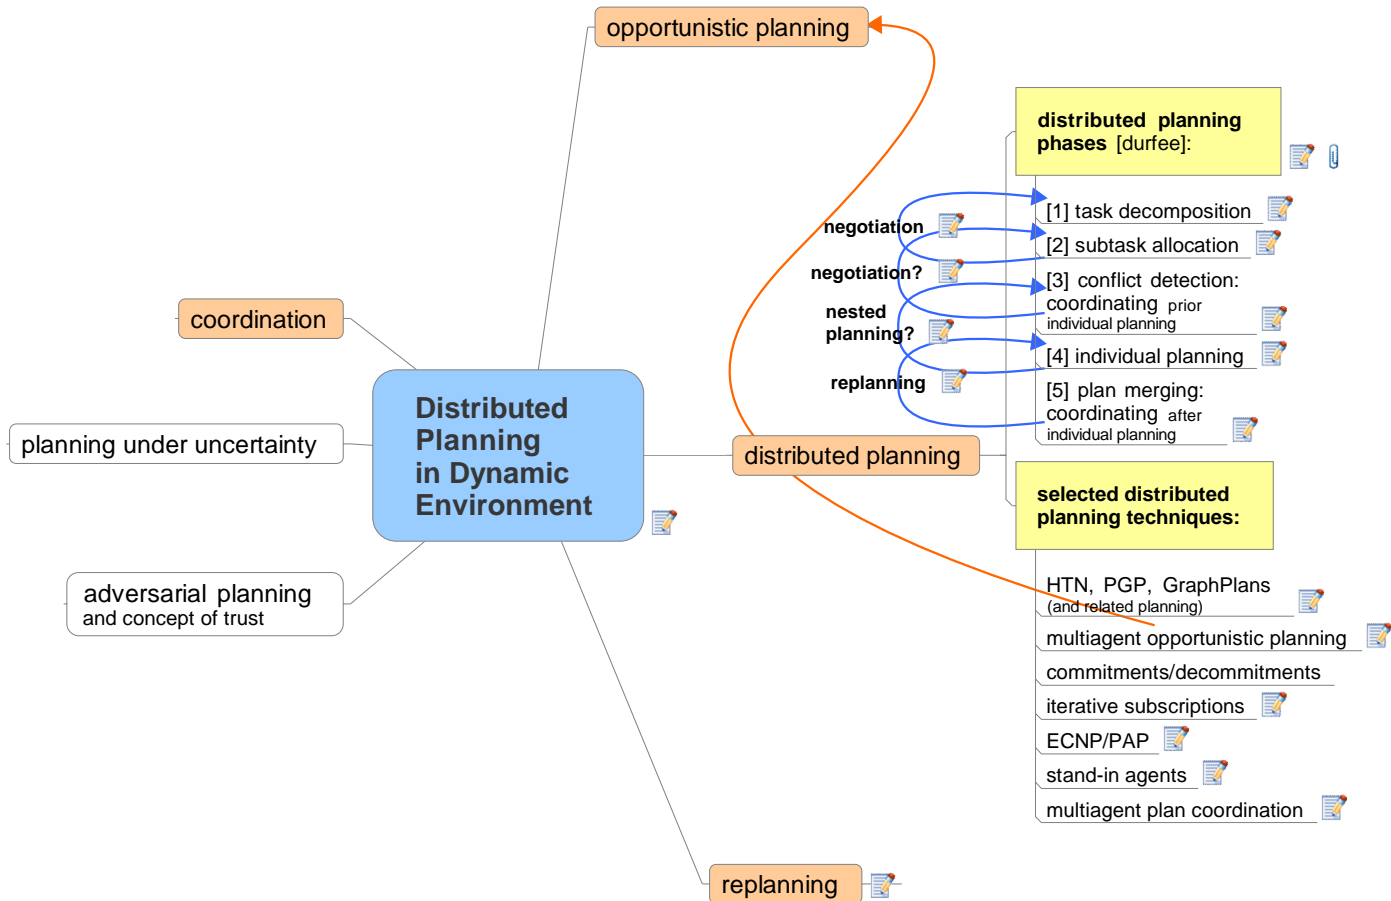 opportunistic planning
distributed planning
phases [durfee]:
[1] task decomposition
negotiation
[2] subtask allocation
negotiation?
[3] conflict detection:
coordinating prior
individual planning
nested
planning?
[4] individual planning
replanning
[5] plan merging:
coordinating after
individual planning
coordination
Distributed
Planning
in Dynamic
Environment
planning under uncertainty
distributed planning
selected distributed
planning techniques:
adversarial planning
and concept of trust
HTN, PGP, GraphPlans
(and related planning)
multiagent opportunistic planning
commitments/decommitments
iterative subscriptions
ECNP/PAP
stand-in agents
multiagent plan coordination
replanning